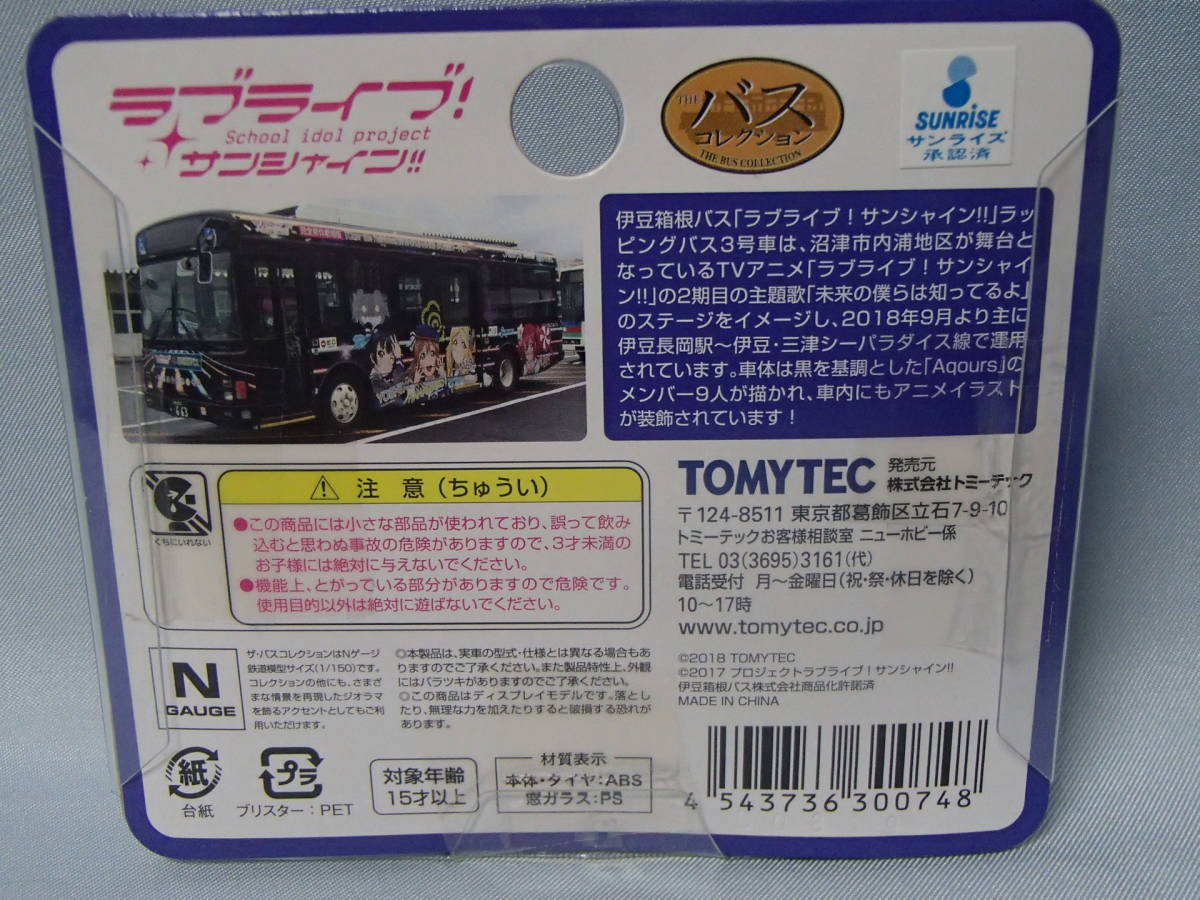 ラブライブ!
School idol project
サンシャイン!!
THE
バス
コレクション
THE BUS COLLECTION
SUNRISE
サンライズ
承認済
伊豆箱根バス「ラブライブ!サンシャイン!!」ラッ
ピングバス3号車は、沼津市内浦地区が舞台と
なっているTVアニメ「ラブライブ!サンシャイ
ン!!」の2期目の主題歌「未来の僕らは知ってるよ」
のステージをイメージし、2018年9月より主に
伊豆長岡駅〜伊豆・三津シーパラダイス線で運用
されています。車体は黒を基調とした「Aqours」の
メンバー9人が描かれ、車内にもアニメイラスト
が装飾されています!
くちにいれない
⚠ 注 意(ちゅうい)
●この商品には小さな部品が使われており、誤って飲み
込むと思わぬ事故の危険がありますので、3才未満の
お子様には絶対に与えないでください。
●機能上、とがっている部分がありますので危険です。
使用目的以外は絶対に遊ばないでください。
TOMYTEC
発売元
株式会社トミーテック
〒124-8511 東京都葛飾区立石7-9-10
トミーテックお客様相談室 ニューホビー係
TEL 03(3695)3161(代)
電話受付 月〜金曜日(祝・祭・休日を除く)
10〜17時
www.tomytec.co.jp
©2018 TOMYTEC
©2017 プロジェクトラブライブ!サンシャイン!!
伊豆箱根バス株式会社商品化許諾済
MADE IN CHINA
N
GAUGE
ザ・バスコレクションはNゲージ
鉄道模型サイズ(1/150)です。
コレクションの他にも、さまざ
まな情景を再現したジオラマ
を飾るアクセントとしてもご利
用いただけます。
◎本製品は、実車の型式・仕様とは異なる場合もあ
りますのでご了承ください。また製品特性上、外観
にはバラツキがありますのでご了承ください。
◎この商品はディスプレイモデルです。落とし
たり、無理な力を加えたりすると破損する恐れが
あります。
紙
台紙
プラ
ブリスター:PET
対象年齢
15才以上
材質表示
本体・タイヤ:ABS
窓ガラス:PS
4 543736 300748